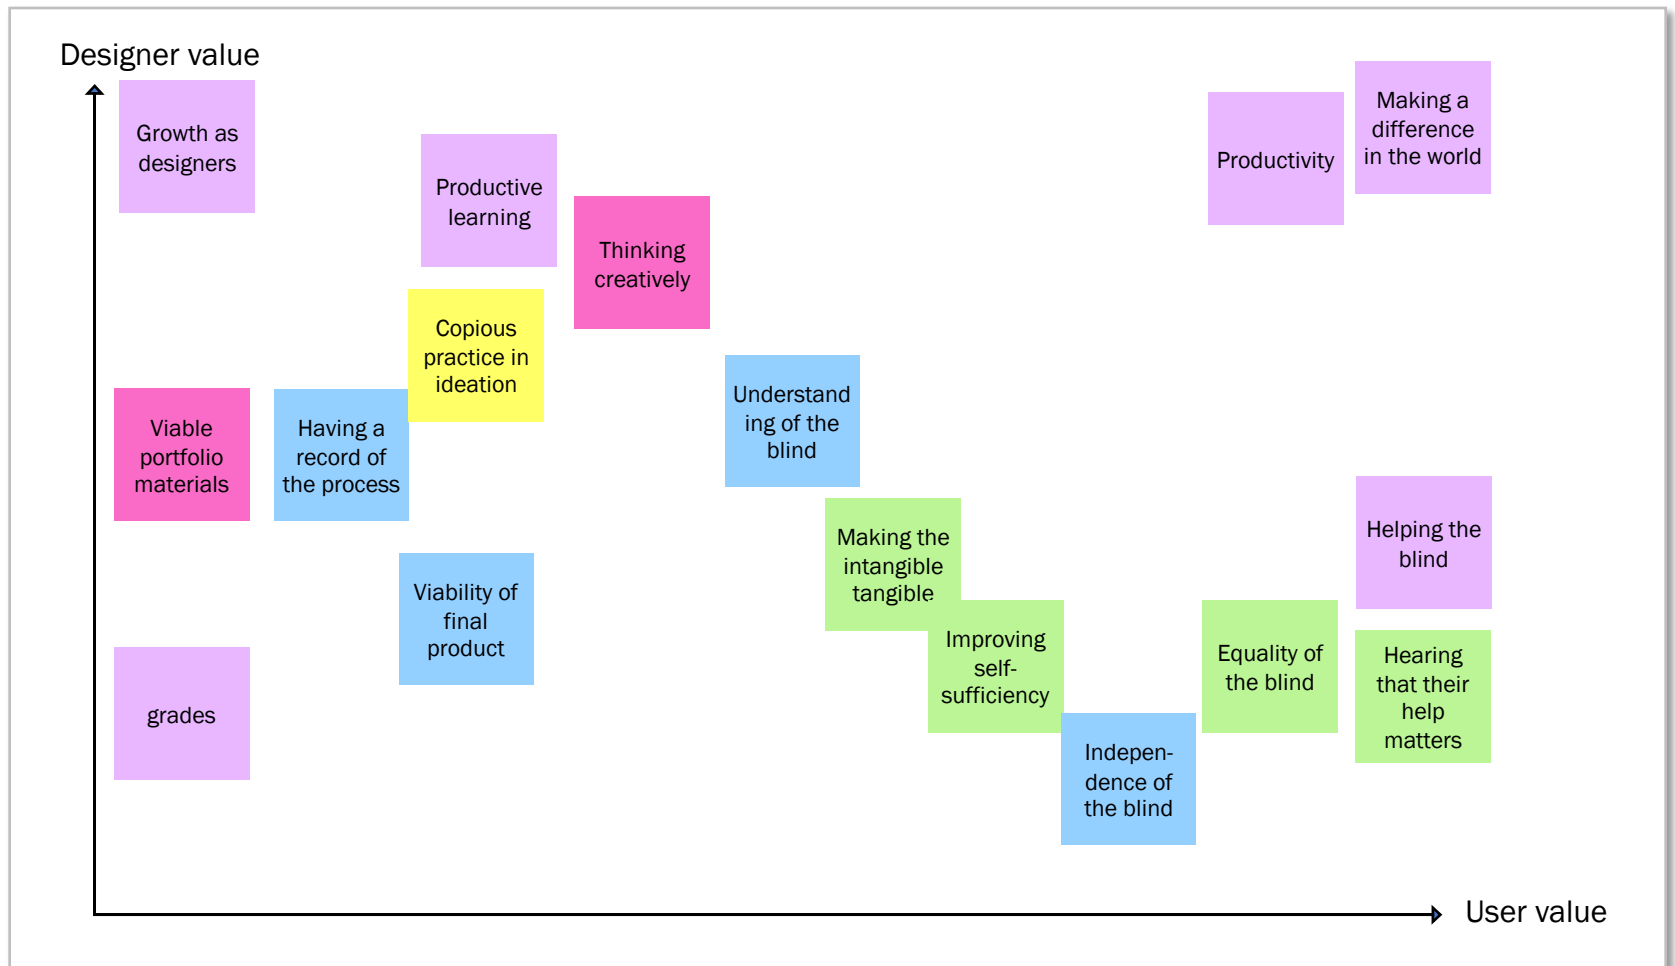 Designer value
Growth as
designers
Productive
learning
Thinking
creatively
Productivity
Making a
difference
in the world
Copious
practice in
ideation
Viable
portfolio
materials
Having a
record of
the process
Understand
ing of the
blind
Viability of
final
product
Making the
intangible
tangible
Helping the
blind
grades
Improving
self-
sufficiency
Equality of
the blind
Hearing
that their
help
matters
Indepen-
dence of
the blind
User value